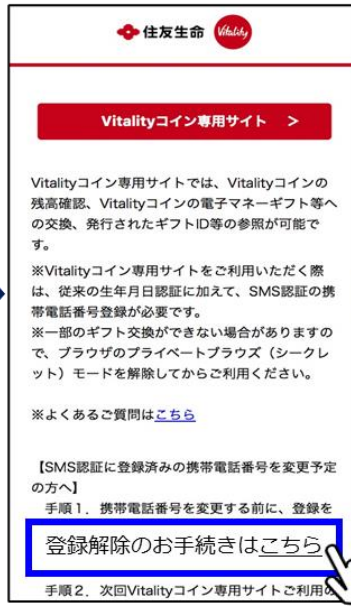 住友生命 Vitality
Vitalityコイン専用サイト >
Vitalityコイン専用サイトでは、Vitalityコインの
残高確認、Vitalityコインの電子マネーギフト等へ
の交換、発行されたギフトID等の参照が可能で
す。
※Vitalityコイン専用サイトをご利用いただく際
は、従来の生年月日認証に加えて、SMS認証の携
帯電話番号登録が必要です。
※一部のギフト交換ができない場合がありますの
で、ブラウザのプライベートブラウズ（シークレ
ット）モードを解除してからご利用ください。
※よくあるご質問はこちら
【SMS認証に登録済みの携帯電話番号を変更予定
の方へ】
手順１．携帯電話番号を変更する前に、登録を
登録解除のお手続きはこちら
手順２．次回Vitalityコイン専用サイトご利用の